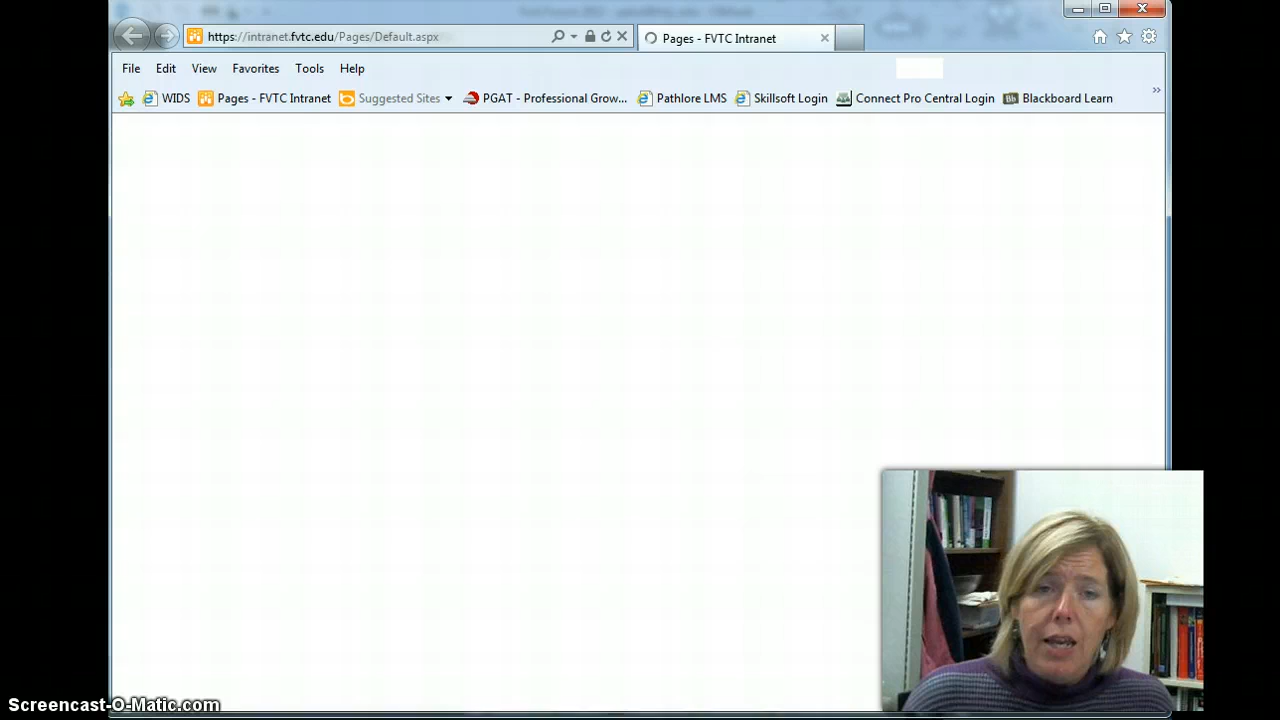 https://intranet.fvtc.edu/Pages/Default.aspx
Pages - FVTC Intranet
File Edit View Favorites Tools Help
WIDS Pages - FVTC Intranet Suggested Sites PGAT - Professional Grow... Pathlore LMS Skillsoft Login Connect Pro Central Login Bb Blackboard Learn
Screencast-O-Matic.com